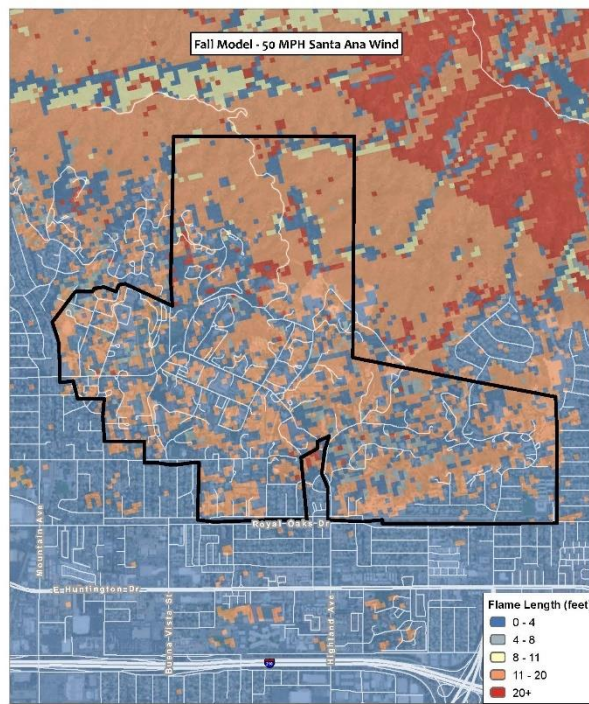 Fall Model - 50 MPH Santa Ana Wind
Royal Oaks Dr
Mountain Ave
E Huntington Dr
Buena Vista St
Highland Ave
210
Flame Length (feet)
0 - 4
4 - 8
8 - 11
11 - 20
20+